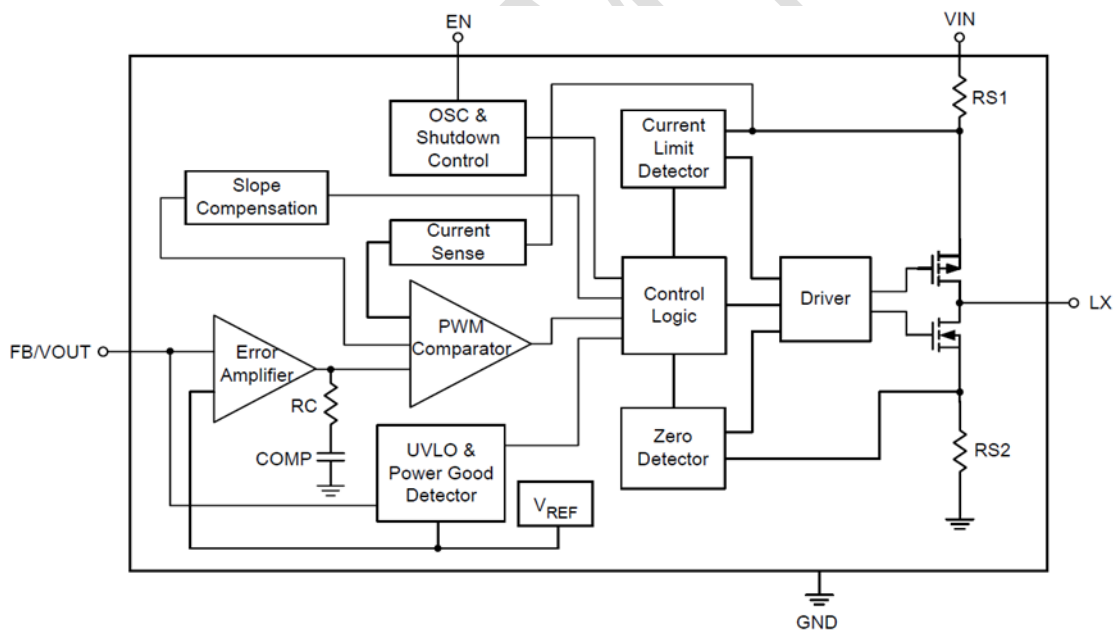 EN
VIN
RS1
OSC &
Shutdown
Control
Current
Limit
Detector
Slope
Compensation
Current
Sense
PWM
Comparator
Control
Logic
Driver
LX
FB/VOUT
Error
Amplifier
RC
COMP
UVLO &
Power Good
Detector
VREF
Zero
Detector
RS2
GND